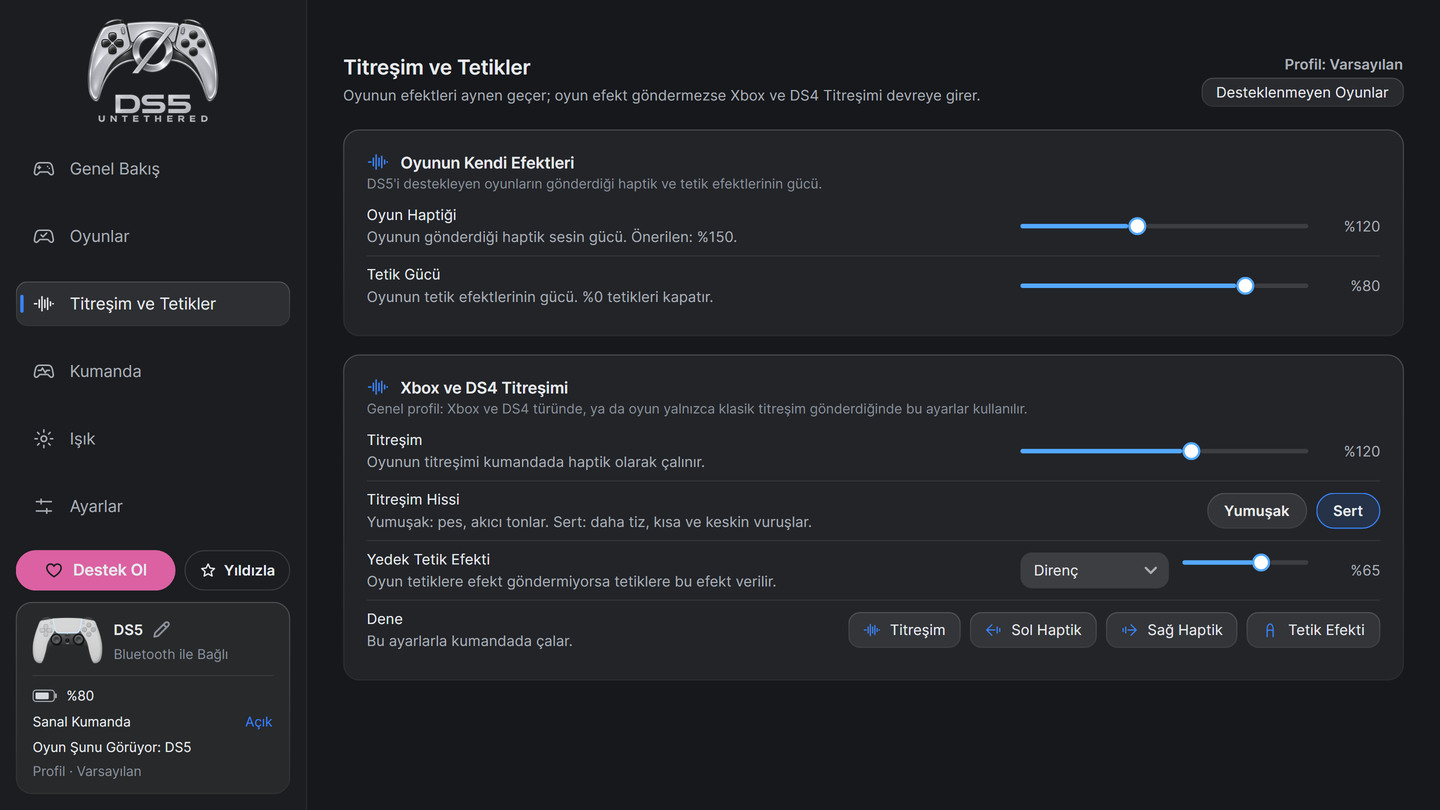 DS5
UNTETHERED
Genel Bakış
Oyunlar
Titreşim ve Tetikler
Kumanda
Işık
Ayarlar
Destek Ol
Yıldızla
DS5
Bluetooth ile Bağlı
%80
Sanal Kumanda Açık
Oyun Şunu Görüyor: DS5
Profil · Varsayılan
Titreşim ve Tetikler
Oyunun efektleri aynen geçer; oyun efekt göndermezse Xbox ve DS4 Titreşimi devreye girer.
Profil: Varsayılan
Desteklenmeyen Oyunlar
Oyunun Kendi Efektleri
DS5'i destekleyen oyunların gönderdiği haptik ve tetik efektlerinin gücü.
Oyun Haptiği
Oyunun gönderdiği haptik sesin gücü. Önerilen: %150.
%120
Tetik Gücü
Oyunun tetik efektlerinin gücü. %0 tetikleri kapatır.
%80
Xbox ve DS4 Titreşimi
Genel profil: Xbox ve DS4 türünde, ya da oyun yalnızca klasik titreşim gönderdiğinde bu ayarlar kullanılır.
Titreşim
Oyunun titreşimi kumandada haptik olarak çalınır.
%120
Titreşim Hissi
Yumuşak: pes, akıcı tonlar. Sert: daha tiz, kısa ve keskin vuruşlar.
Yumuşak Sert
Yedek Tetik Efekti
Oyun tetiklere efekt göndermiyorsa tetiklere bu efekt verilir.
Direnç %65
Dene
Bu ayarlarla kumandada çalar.
Titreşim Sol Haptik Sağ Haptik Tetik Efekti